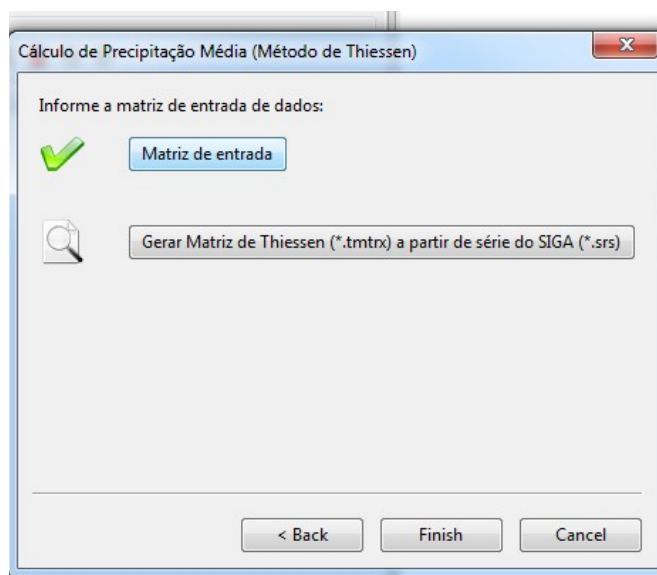 Cálculo de Precipitação Média (Método de Thiessen)
Informe a matriz de entrada de dados:
Matriz de entrada
Gerar Matriz de Thiessen (*.tmtrx) a partir de série do SIGA (*.srs)
< Back Finish Cancel